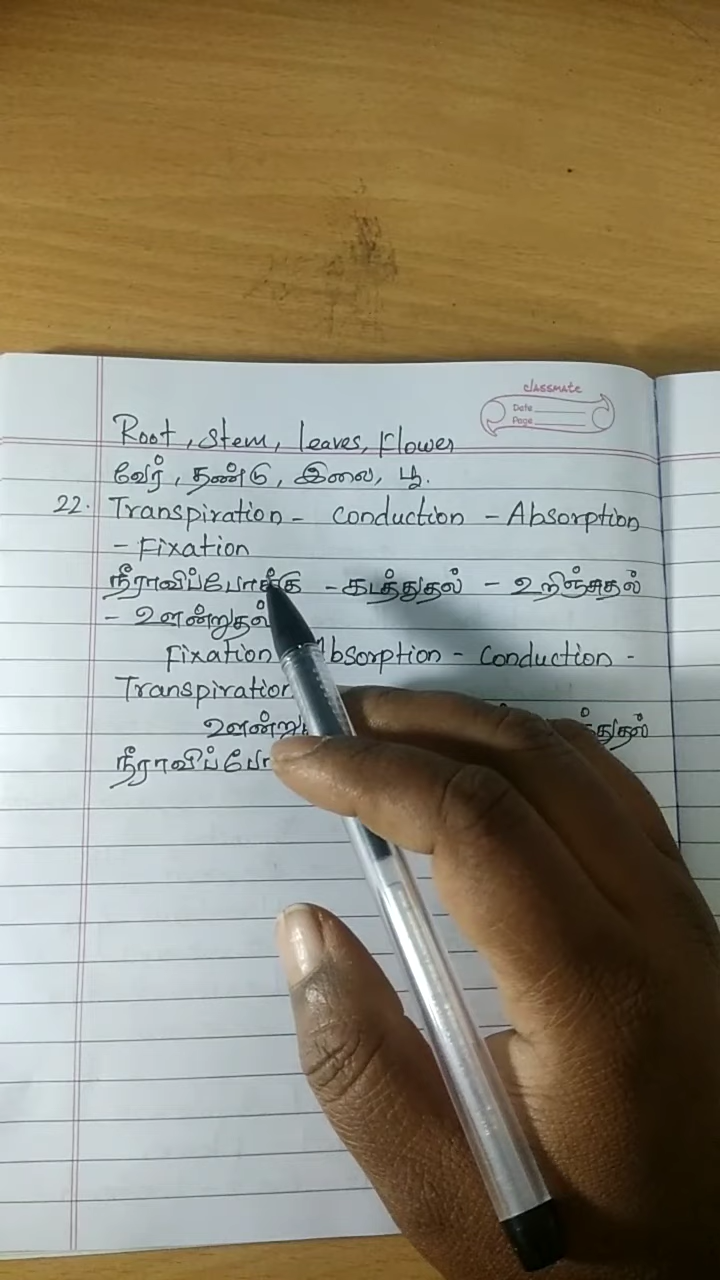 classmate
Date
Page
Root, Stem, leaves, Flower
வேர், தண்டு, இலை, பூ.
22. Transpiration - Conduction - Absorption
- Fixation
நீராவிப்போக்கு - கடத்துதல் - உறிஞ்சுதல்
- ஊன்றுதல்
Fixation Absorption - Conduction -
Transpiration